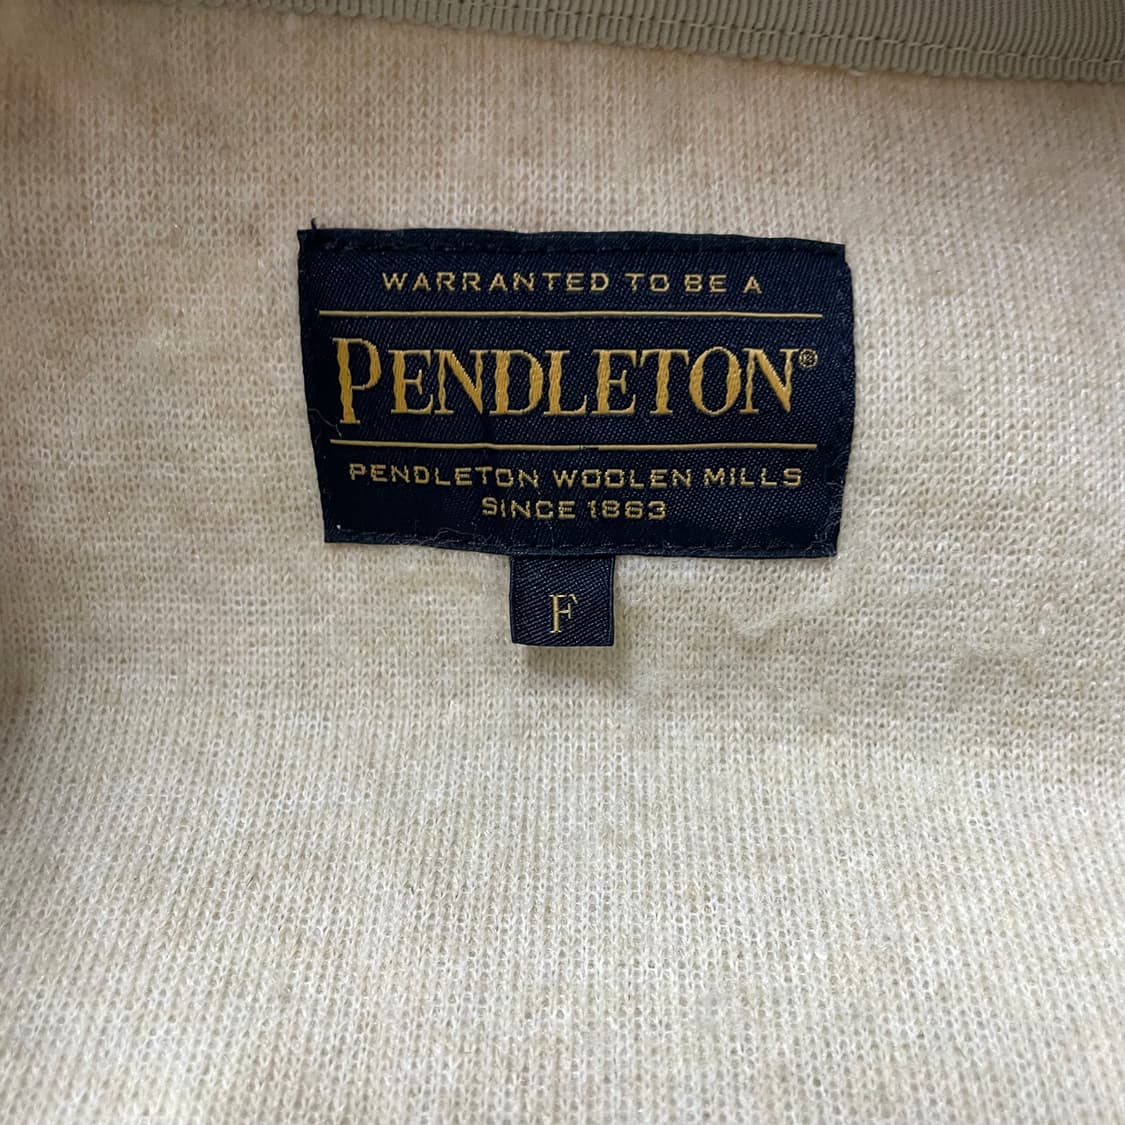 WARRANTED TO BE A
PENDLETON®
PENDLETON WOOLEN MILLS
SINCE 1863
F